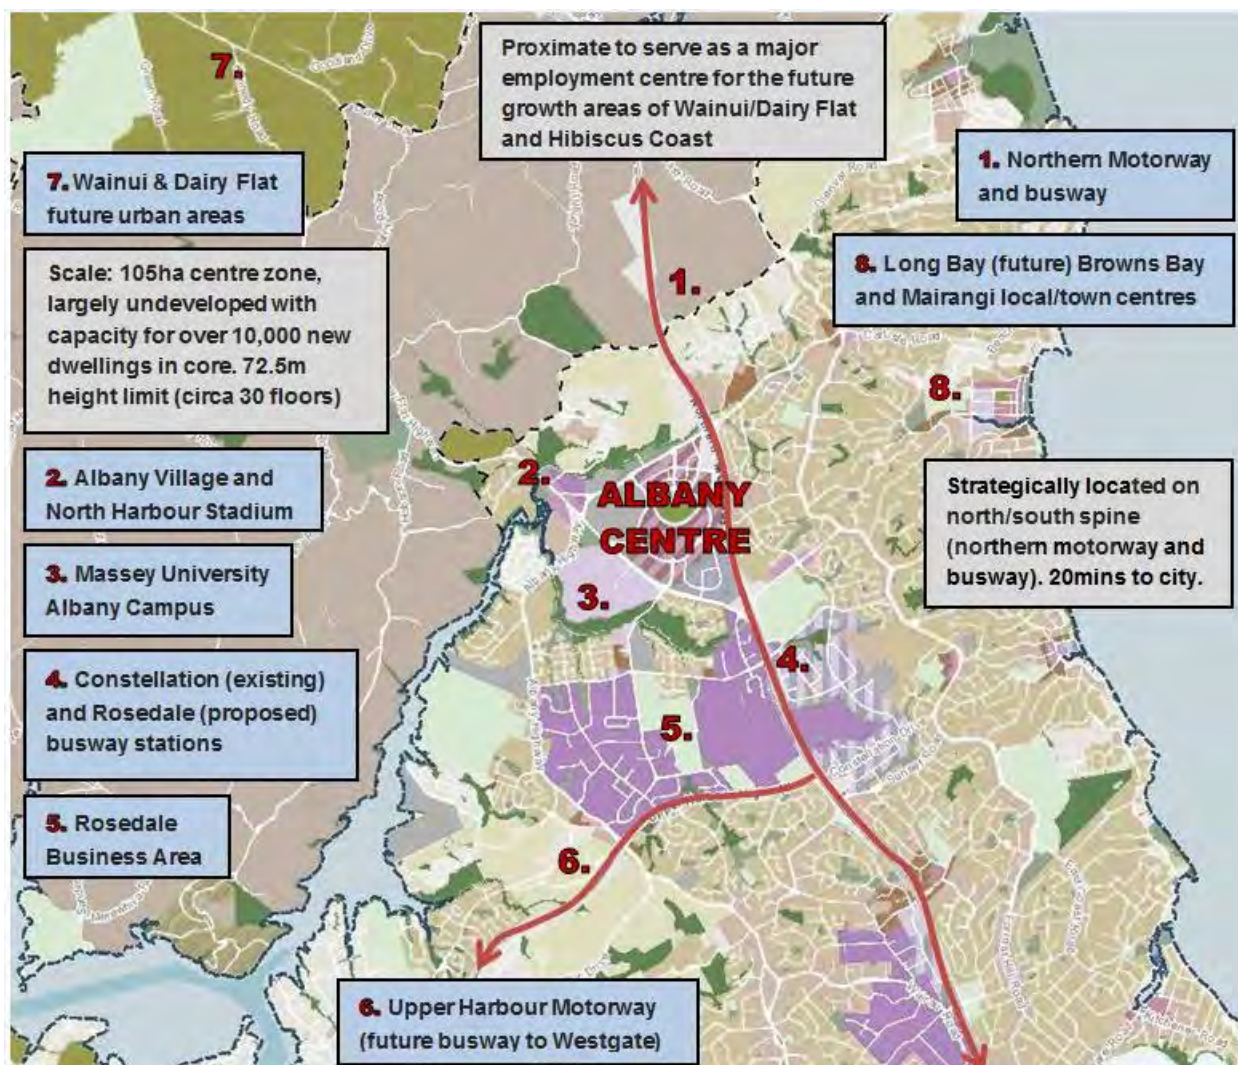 7.
Proximate to serve as a major
employment centre for the future
growth areas of Wainui/Dairy Flat
and Hibiscus Coast
1. Northern Motorway
and busway
7. Wainui & Dairy Flat
future urban areas
8. Long Bay (future) Browns Bay
and Mairangi local/town centres
Scale: 105ha centre zone,
largely undeveloped with
capacity for over 10,000 new
dwellings in core. 72.5m
height limit (circa 30 floors)
1.
8.
2. Albany Village and
North Harbour Stadium
2.
ALBANY
CENTRE
Strategically located on
north/south spine
(northern motorway and
busway). 20mins to city.
3. Massey University
Albany Campus
3.
4. Constellation (existing)
and Rosedale (proposed)
busway stations
4.
5.
Constellation
5. Rosedale
Business Area
6.
East Coast Road
6. Upper Harbour Motorway
(future busway to Westgate)